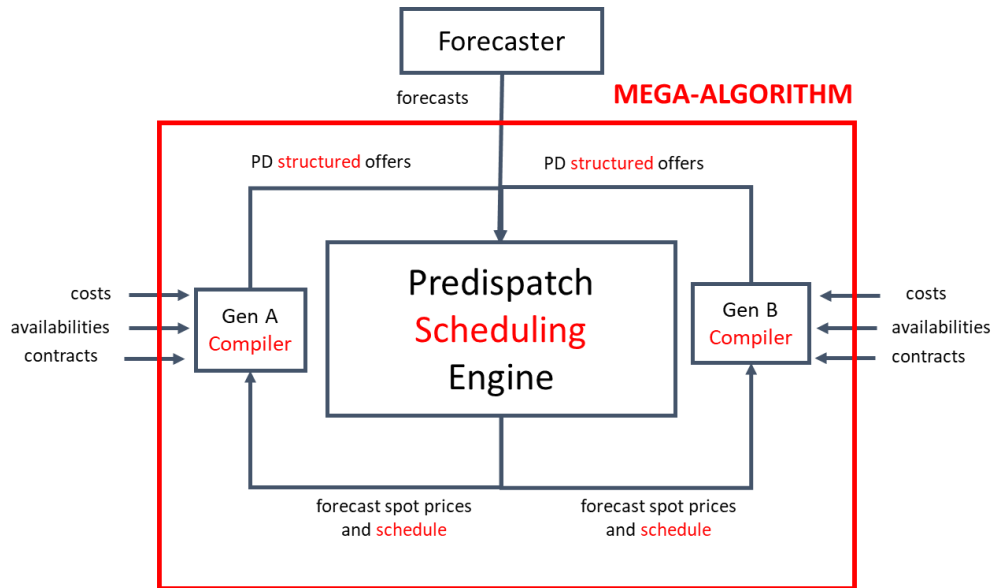 Forecaster
forecasts
MEGA-ALGORITHM
PD structured offers
PD structured offers
Predispatch
Scheduling
Engine
costs
availabilities
contracts
Gen A
Compiler
Gen B
Compiler
costs
availabilities
contracts
forecast spot prices
and schedule
forecast spot prices
and schedule